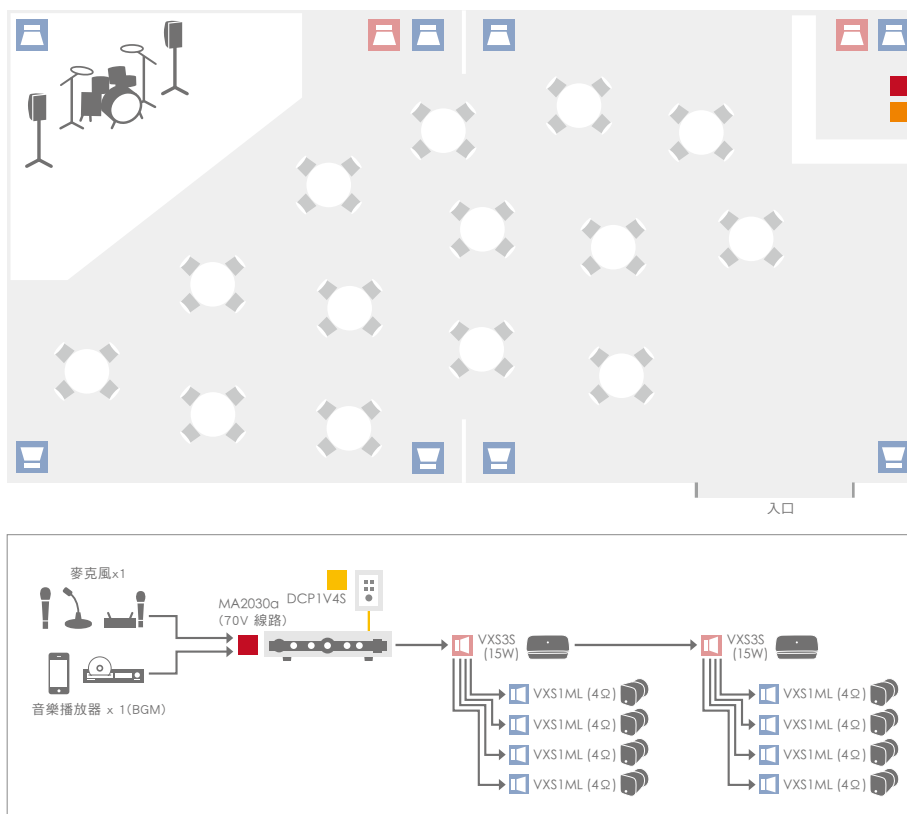 入口
麥克風x1
MA2030a
(70V 線路)
DCP1V4S
音樂播放器 x 1(BGM)
VXS3S
(15W)
VXS1ML (4Ω)
VXS1ML (4Ω)
VXS1ML (4Ω)
VXS1ML (4Ω)
VXS3S
(15W)
VXS1ML (4Ω)
VXS1ML (4Ω)
VXS1ML (4Ω)
VXS1ML (4Ω)